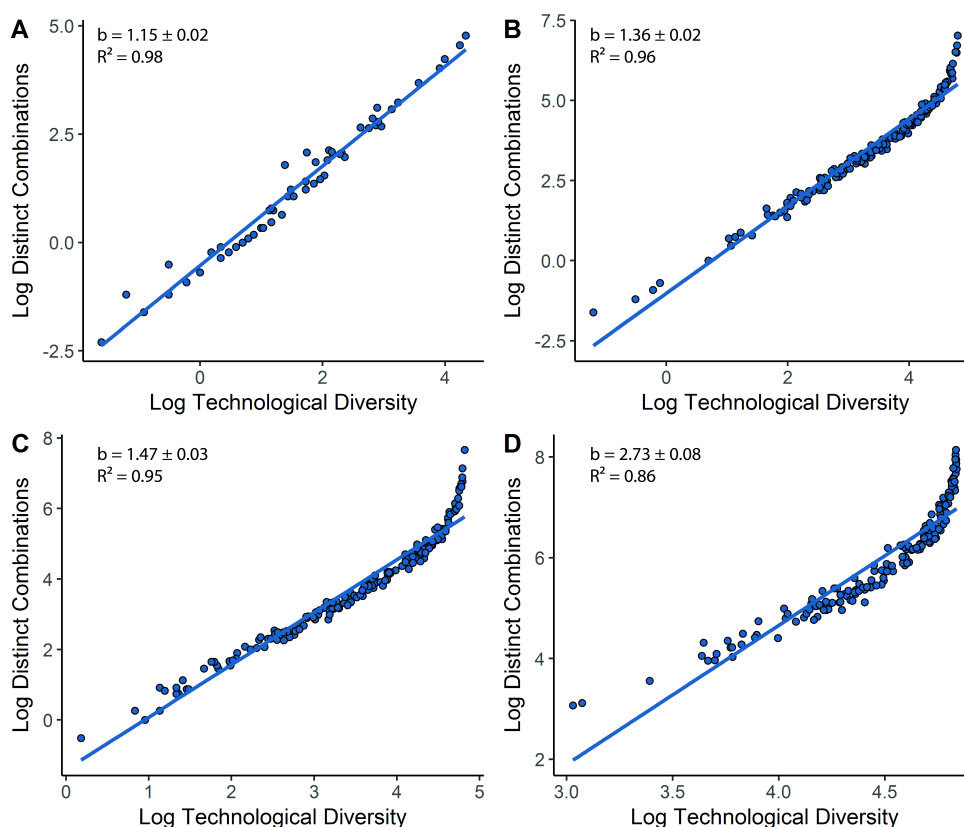 A
b = 1.15 ± 0.02
R² = 0.98
5.0
2.5
0.0
-2.5
0
2
4
Log Distinct Combinations
Log Technological Diversity
B
b = 1.36 ± 0.02
R² = 0.96
7.5
5.0
2.5
0.0
-2.5
0
2
4
Log Distinct Combinations
Log Technological Diversity
C
b = 1.47 ± 0.03
R² = 0.95
8
6
4
2
0
0
1
2
3
4
5
Log Distinct Combinations
Log Technological Diversity
D
b = 2.73 ± 0.08
R² = 0.86
8
6
4
2
3.0
3.5
4.0
4.5
Log Distinct Combinations
Log Technological Diversity